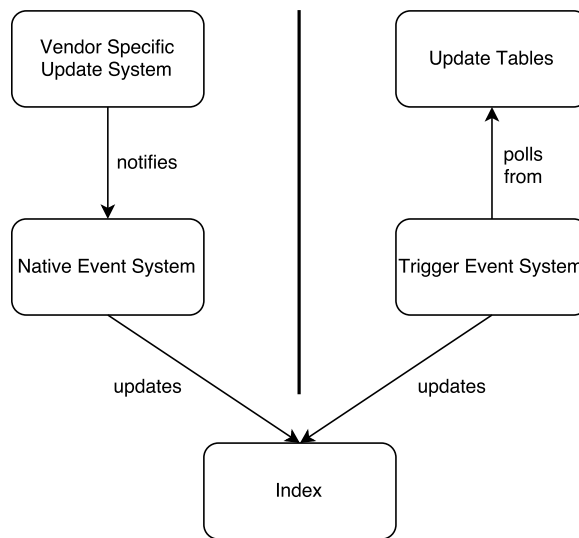 Vendor Specific
Update System
Update Tables
notifies
polls
from
Native Event System
Trigger Event System
updates
updates
Index